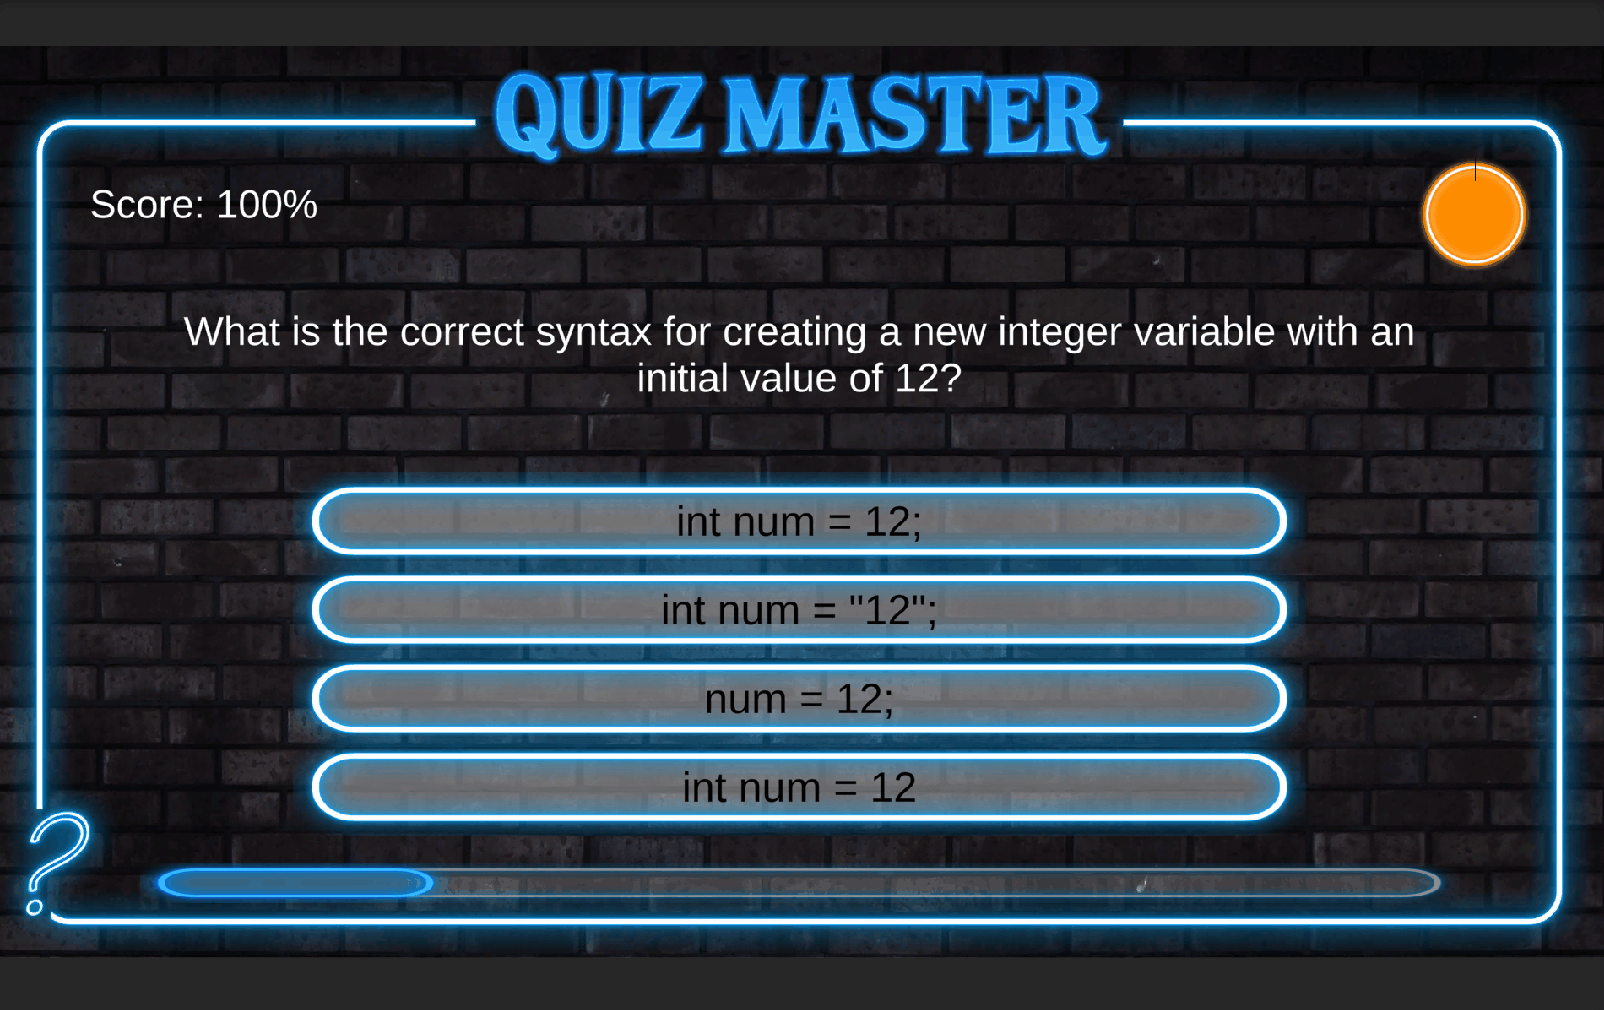 QUIZ MASTER
Score: 100%
What is the correct syntax for creating a new integer variable with an
initial value of 12?
int num = 12;
int num = "12";
num = 12;
int num = 12
?